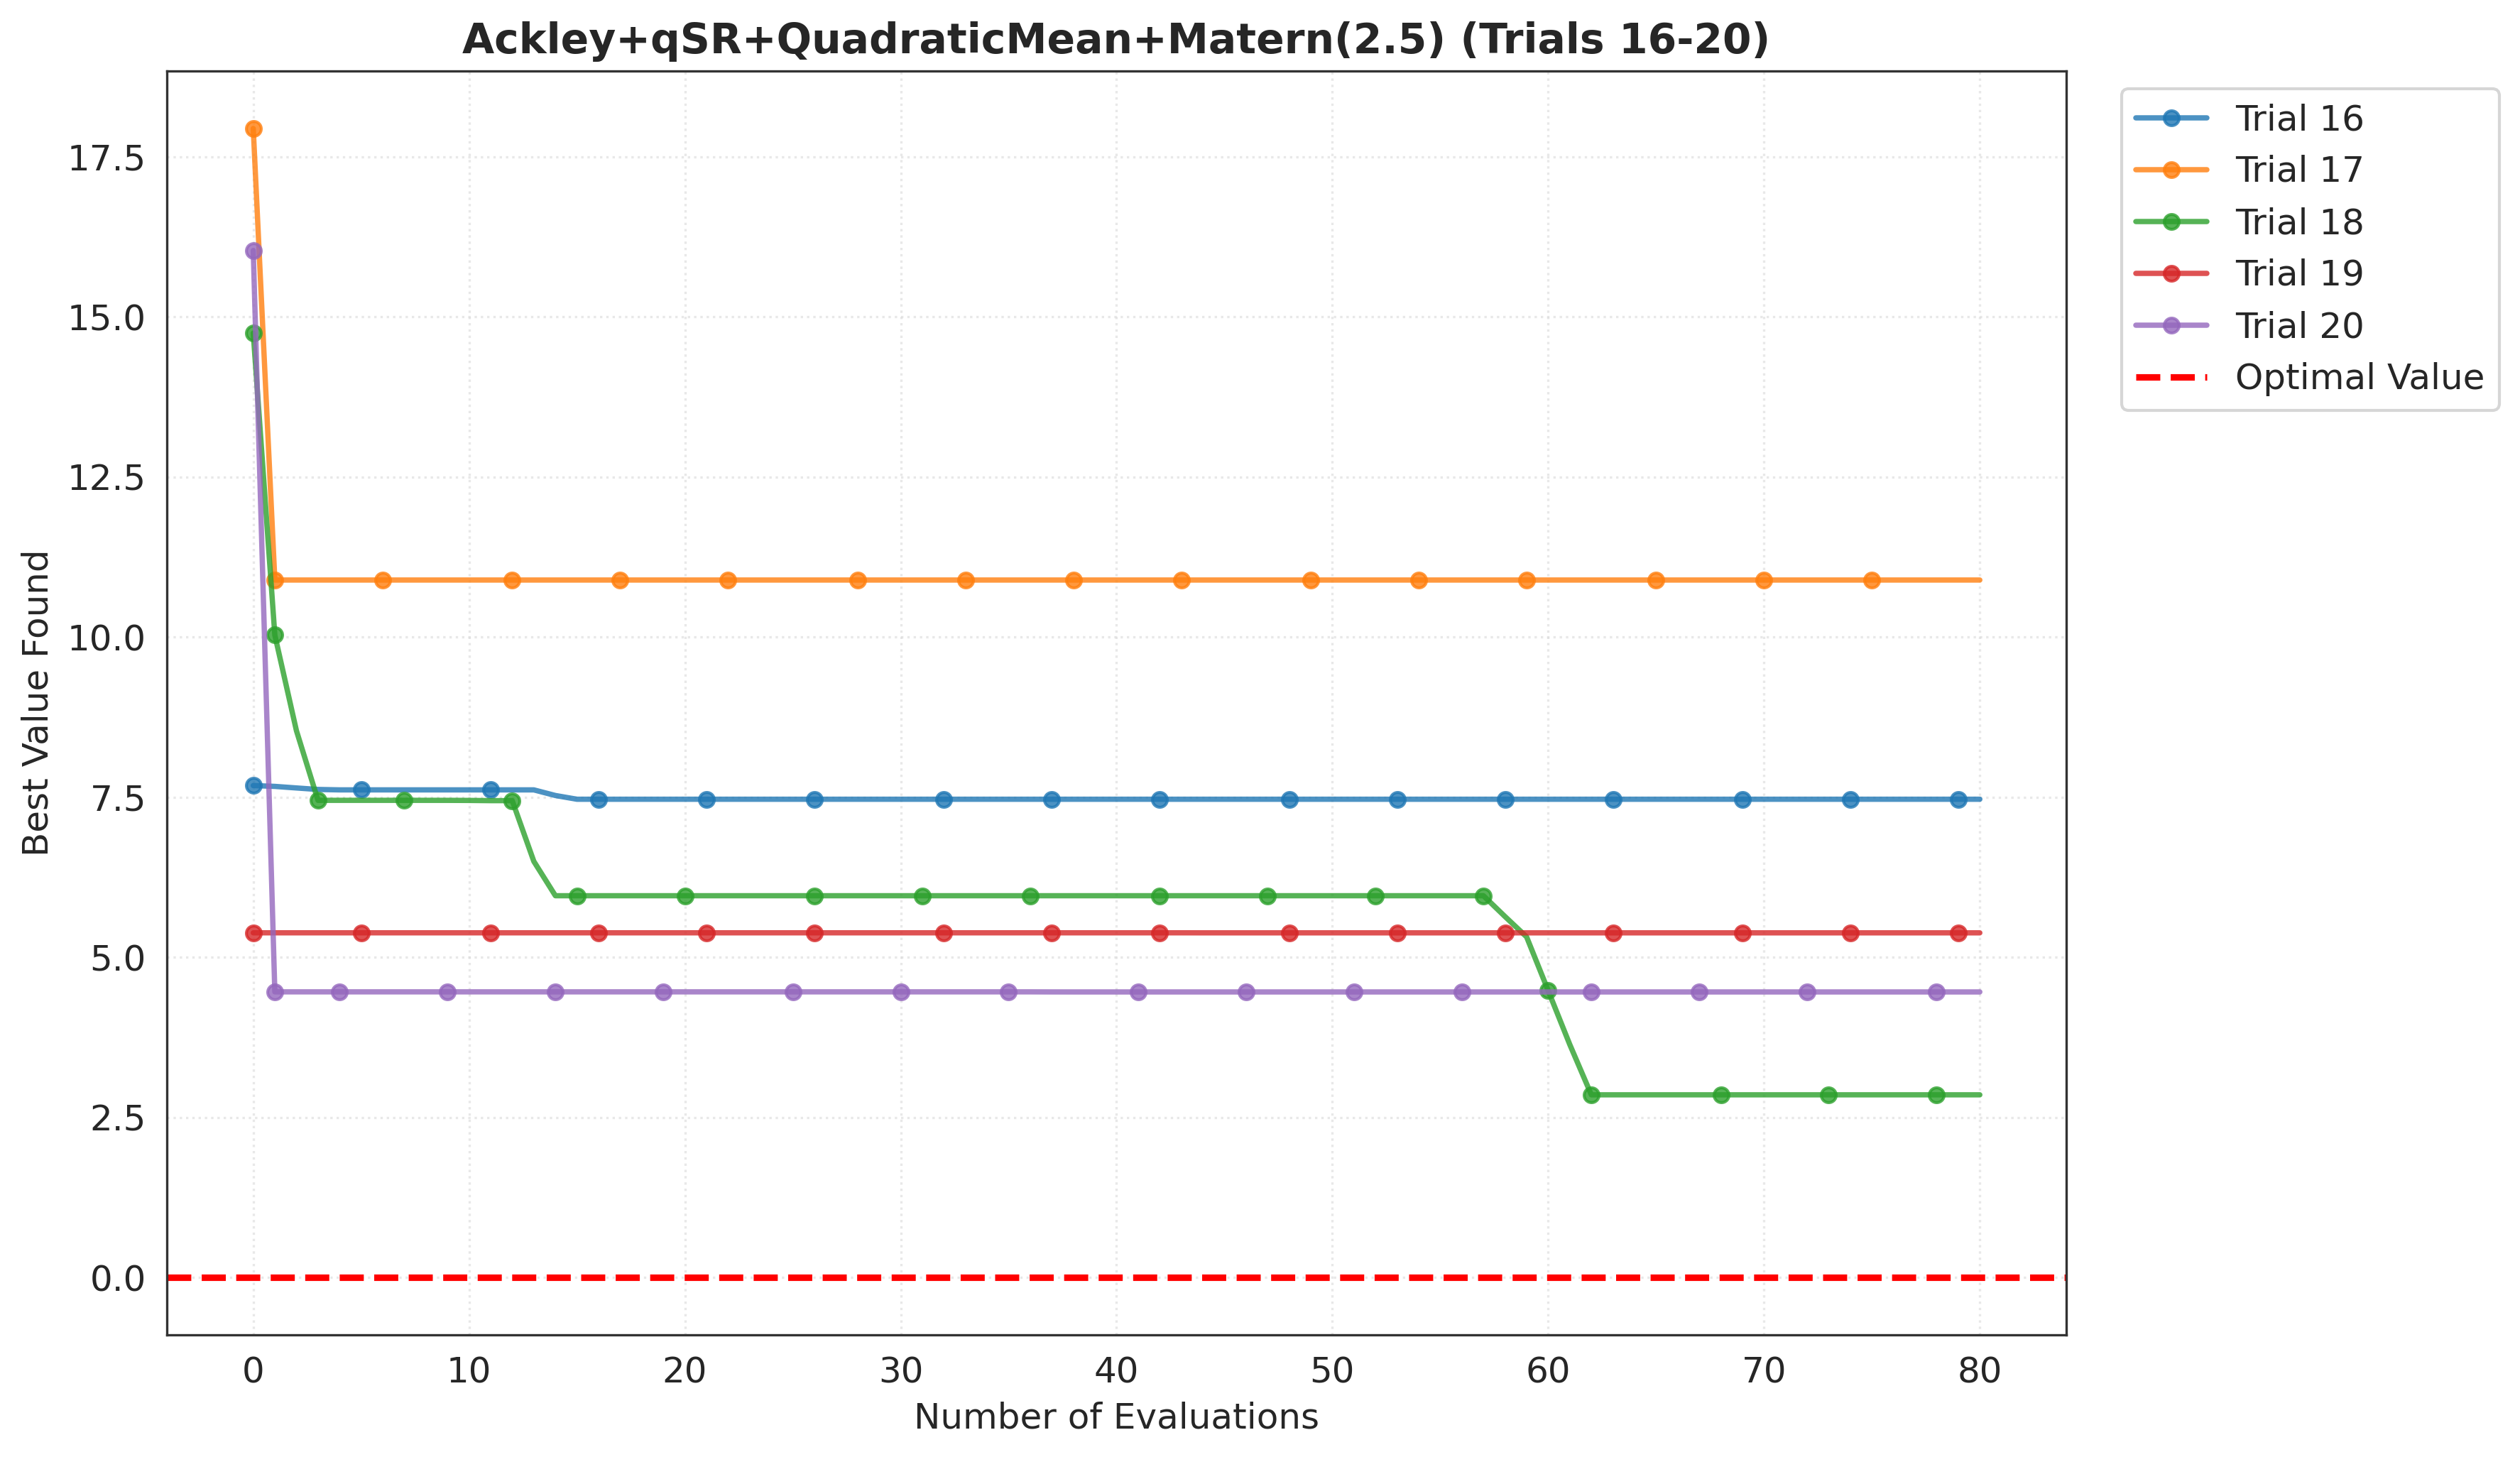 Ackley+qSR+QuadraticMean+Matern(2.5) (Trials 16-20)
Best Value Found
17.5
15.0
12.5
10.0
7.5
5.0
2.5
0.0
0 10 20 30 40 50 60 70 80
Number of Evaluations
Trial 16
Trial 17
Trial 18
Trial 19
Trial 20
Optimal Value